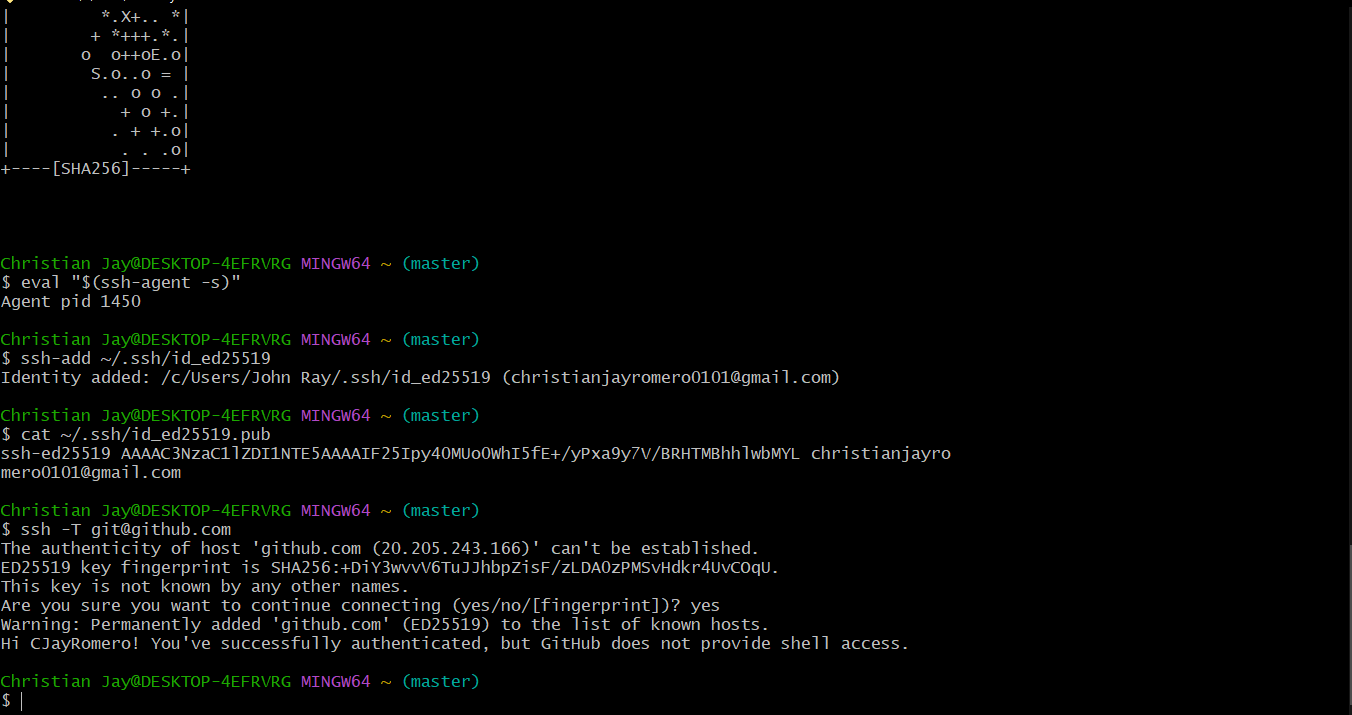 |         *.X+.. *|
|        + *+++.*.|
|       o  o++oE.o|
|        S.o..o = |
|         .. o o .|
|           + o +.|
|          . + +.o|
|           . . .o|
+----[SHA256]-----+
Christian Jay@DESKTOP-4EFRVRG MINGW64 ~ (master)
$ eval "$(ssh-agent -s)"
Agent pid 1450
Christian Jay@DESKTOP-4EFRVRG MINGW64 ~ (master)
$ ssh-add ~/.ssh/id_ed25519
Identity added: /c/Users/John Ray/.ssh/id_ed25519 (christianjayromero0101@gmail.com)
Christian Jay@DESKTOP-4EFRVRG MINGW64 ~ (master)
$ cat ~/.ssh/id_ed25519.pub
ssh-ed25519 AAAAC3NzaC1lZDI1NTE5AAAAIF25Ipy4OMUoOWhI5fE+/yPxa9y7V/BRHTMBhhlwbMYL christianjayro
mero0101@gmail.com
Christian Jay@DESKTOP-4EFRVRG MINGW64 ~ (master)
$ ssh -T git@github.com
The authenticity of host 'github.com (20.205.243.166)' can't be established.
ED25519 key fingerprint is SHA256:+DiY3wvvV6TuJJhbpZisF/zLDA0zPMSvHdkr4UvCOqU.
This key is not known by any other names.
Are you sure you want to continue connecting (yes/no/[fingerprint])? yes
Warning: Permanently added 'github.com' (ED25519) to the list of known hosts.
Hi CJayRomero! You've successfully authenticated, but GitHub does not provide shell access.
Christian Jay@DESKTOP-4EFRVRG MINGW64 ~ (master)
$